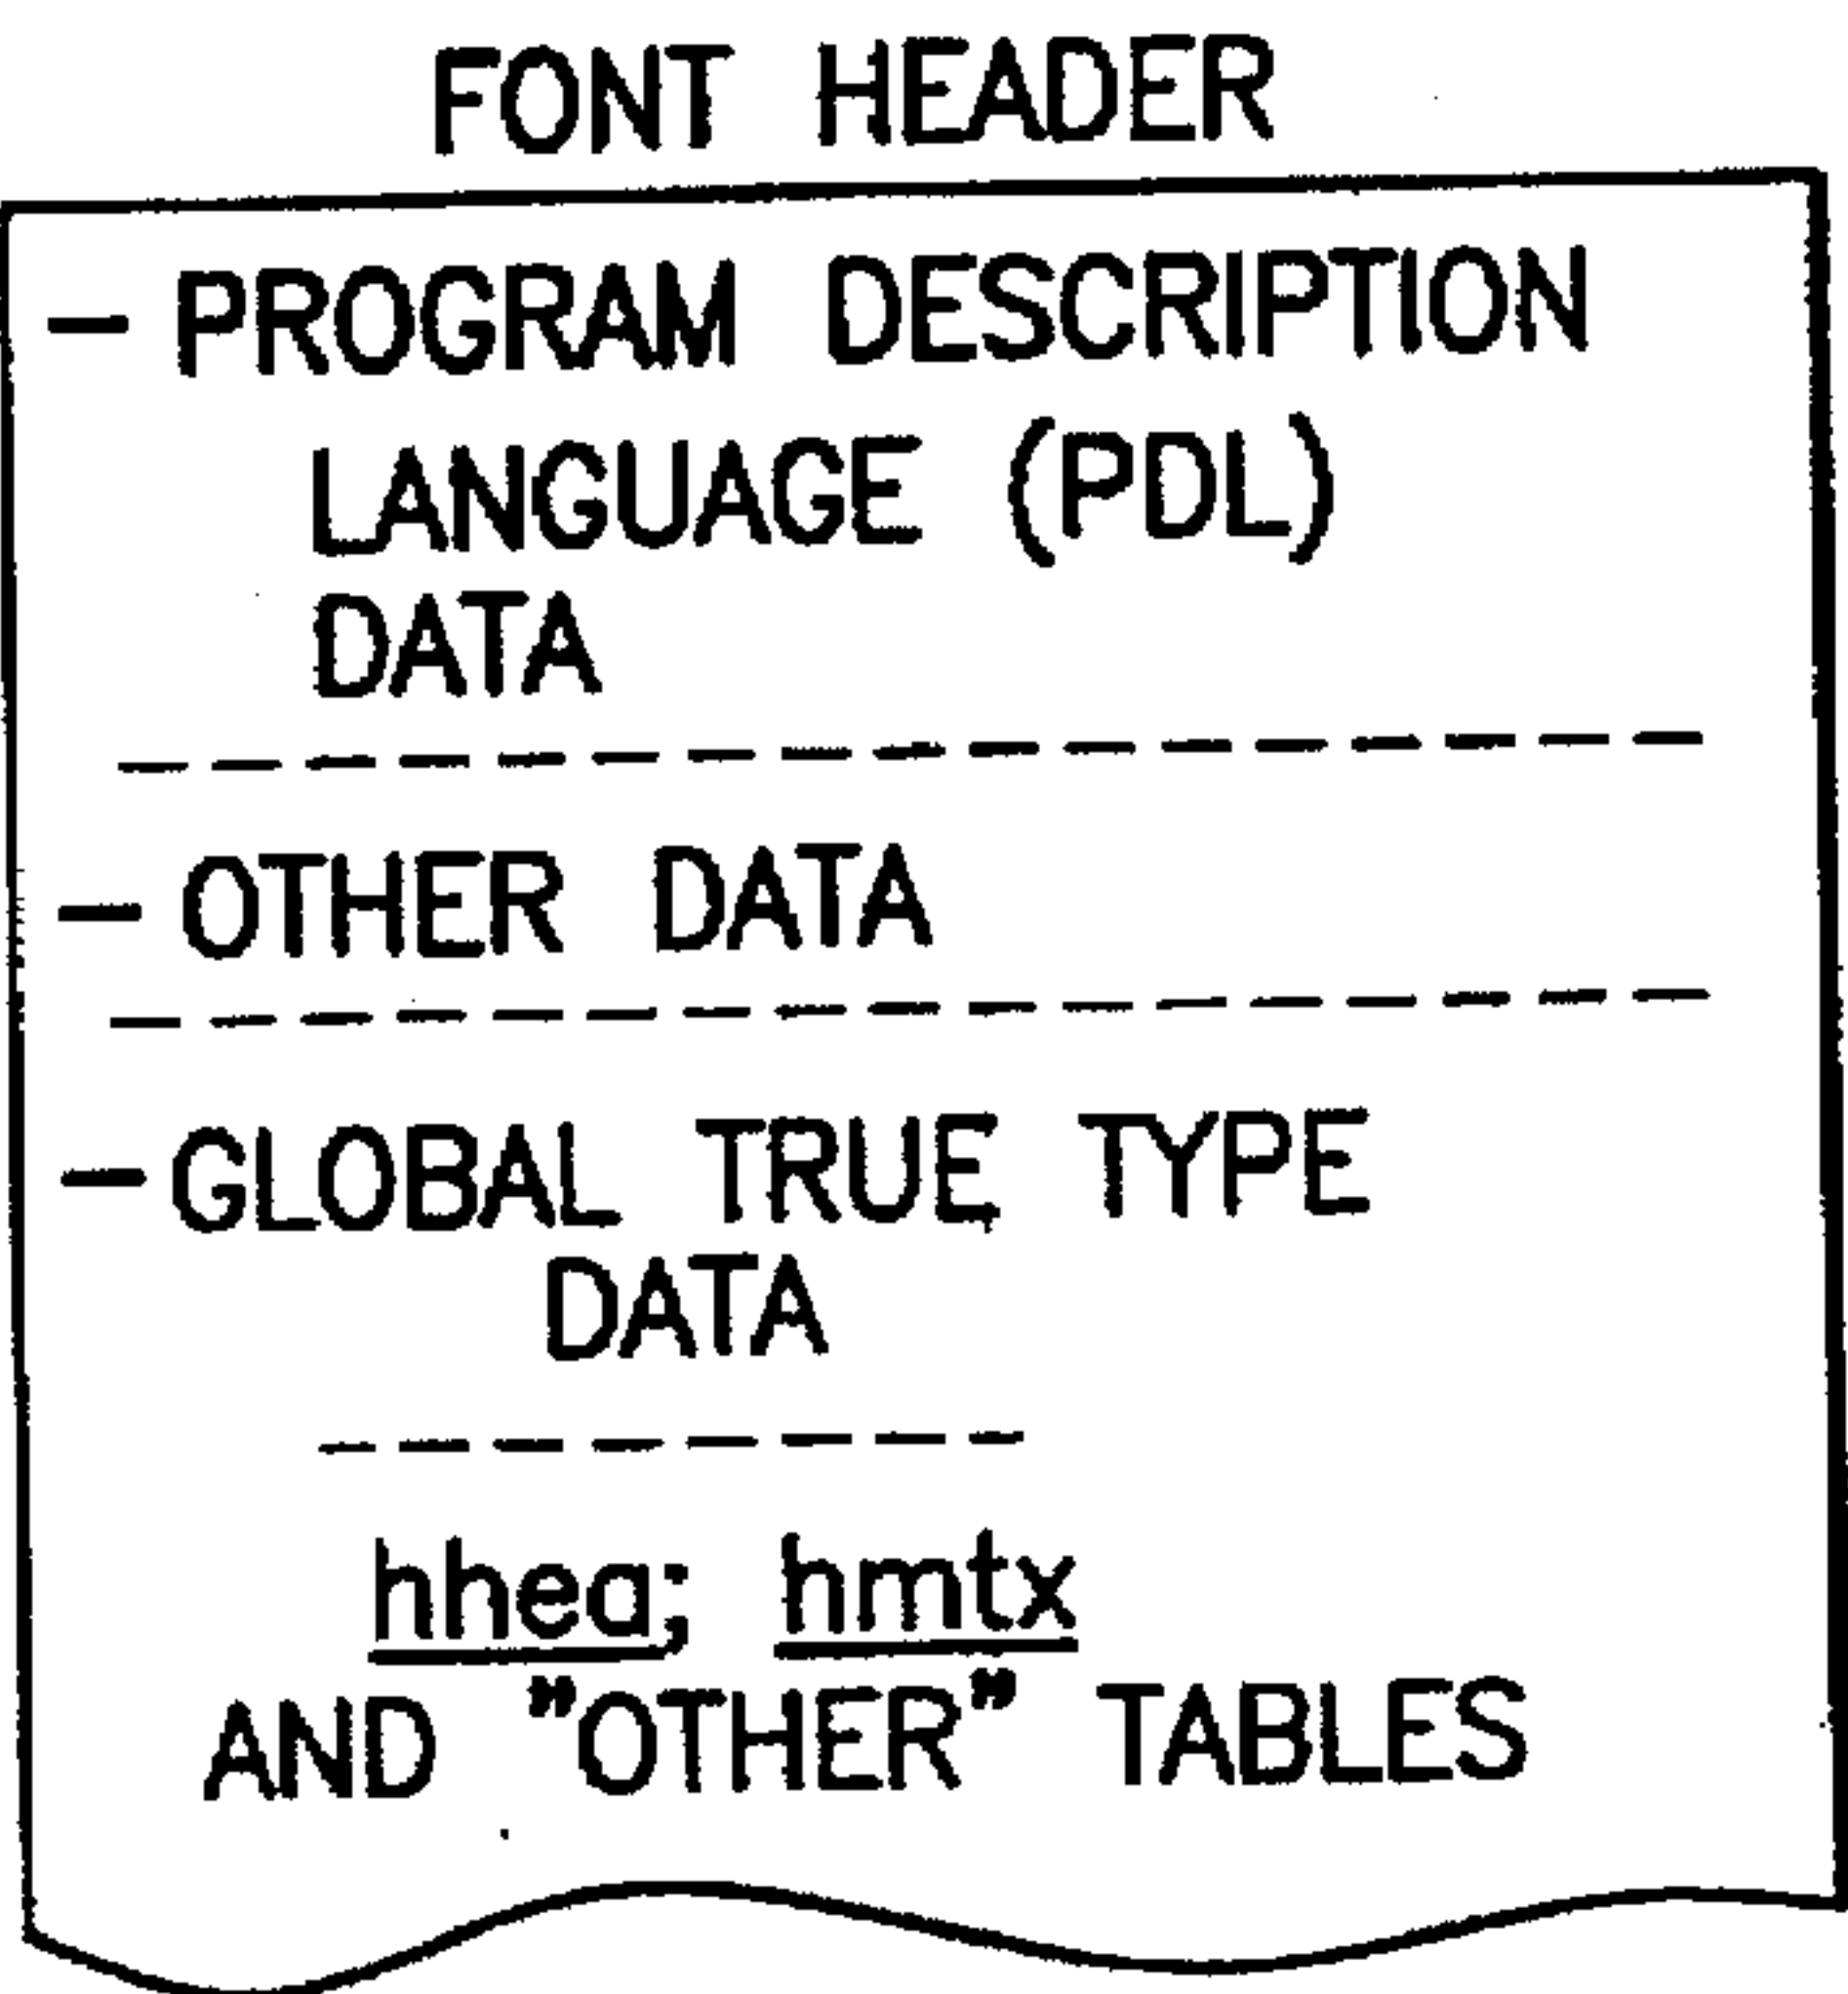 FONT HEADER
- PROGRAM DESCRIPTION
LANGUAGE (PDL)
DATA
- OTHER DATA
- GLOBAL TRUE TYPE
DATA
hhea; hmtx
AND "OTHER" TABLES